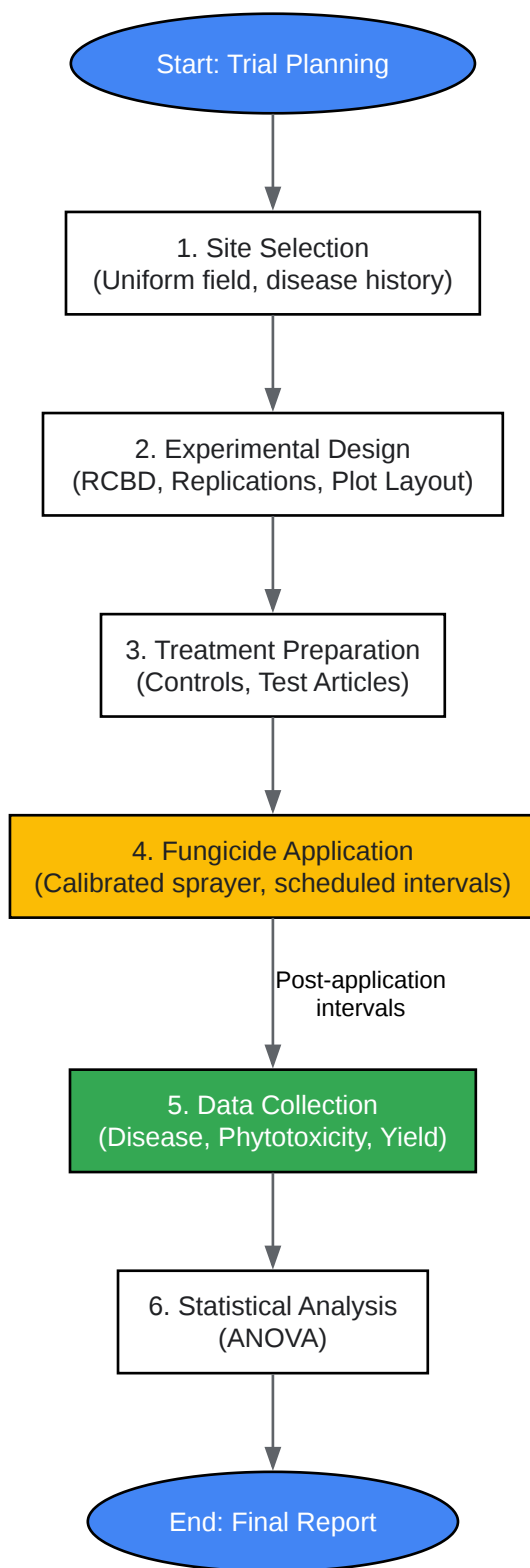 Start: Trial Planning
1. Site Selection
(Uniform field, disease history)
2. Experimental Design
(RCBD, Replications, Plot Layout)
3. Treatment Preparation
(Controls, Test Articles)
4. Fungicide Application
(Calibrated sprayer, scheduled intervals)
Post-application
intervals
5. Data Collection
(Disease, Phytotoxicity, Yield)
6. Statistical Analysis
(ANOVA)
End: Final Report